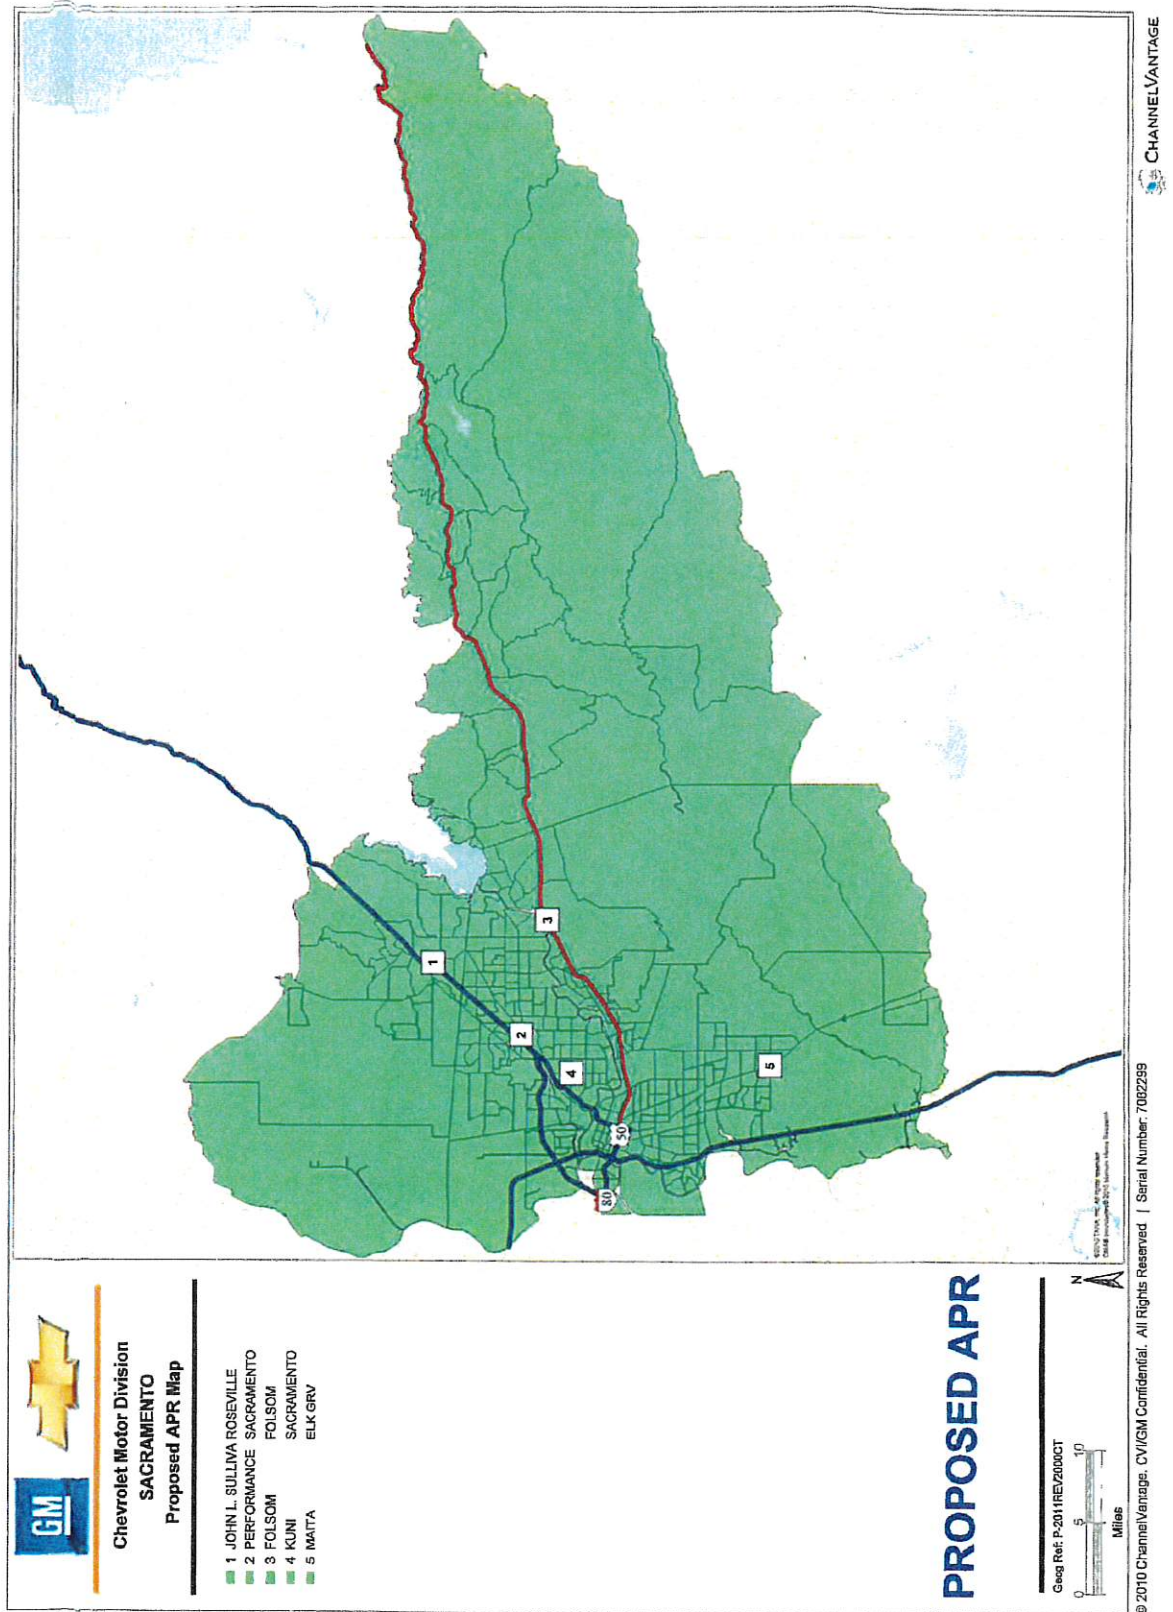 GM
Chevrolet Motor Division
SACRAMENTO
Proposed APR Map
1 JOHN L. SULLIVA ROSEVILLE
2 PERFORMANCE SACRAMENTO
3 FOLSOM FOLSOM
4 KUNI SACRAMENTO
5 MAITA ELK GRV
PROPOSED APR
Geog Ref: P-2011REV2000CT
0 5 10
Miles
N
1
2
3
4
5
50
80
© 2010 ChannelVantage. CVI/GM Confidential. All Rights Reserved | Serial Number: 7082299
CHANNELVANTAGE